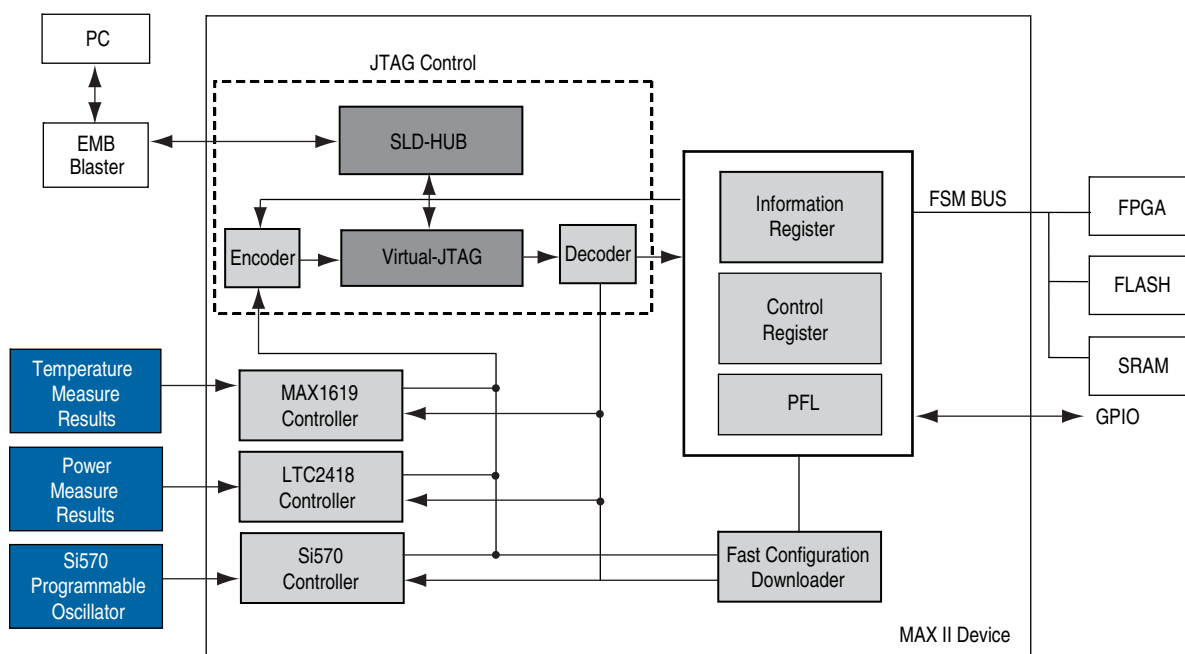 PC
EMB
Blaster
JTAG Control
SLD-HUB
Encoder
Virtual-JTAG
Decoder
Information
Register
Control
Register
PFL
FSM BUS
FPGA
FLASH
SRAM
GPIO
Temperature
Measure
Results
MAX1619
Controller
Power
Measure
Results
LTC2418
Controller
Si570
Programmable
Oscillator
Si570
Controller
Fast Configuration
Downloader
MAX II Device